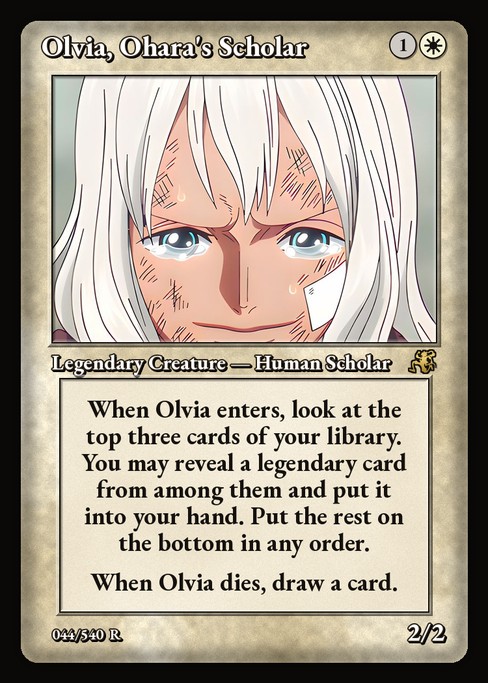 Olvia, Ohara's Scholar
1
Legendary Creature — Human Scholar
When Olvia enters, look at the
top three cards of your library.
You may reveal a legendary card
from among them and put it
into your hand. Put the rest on
the bottom in any order.
When Olvia dies, draw a card.
044/540 R
2/2